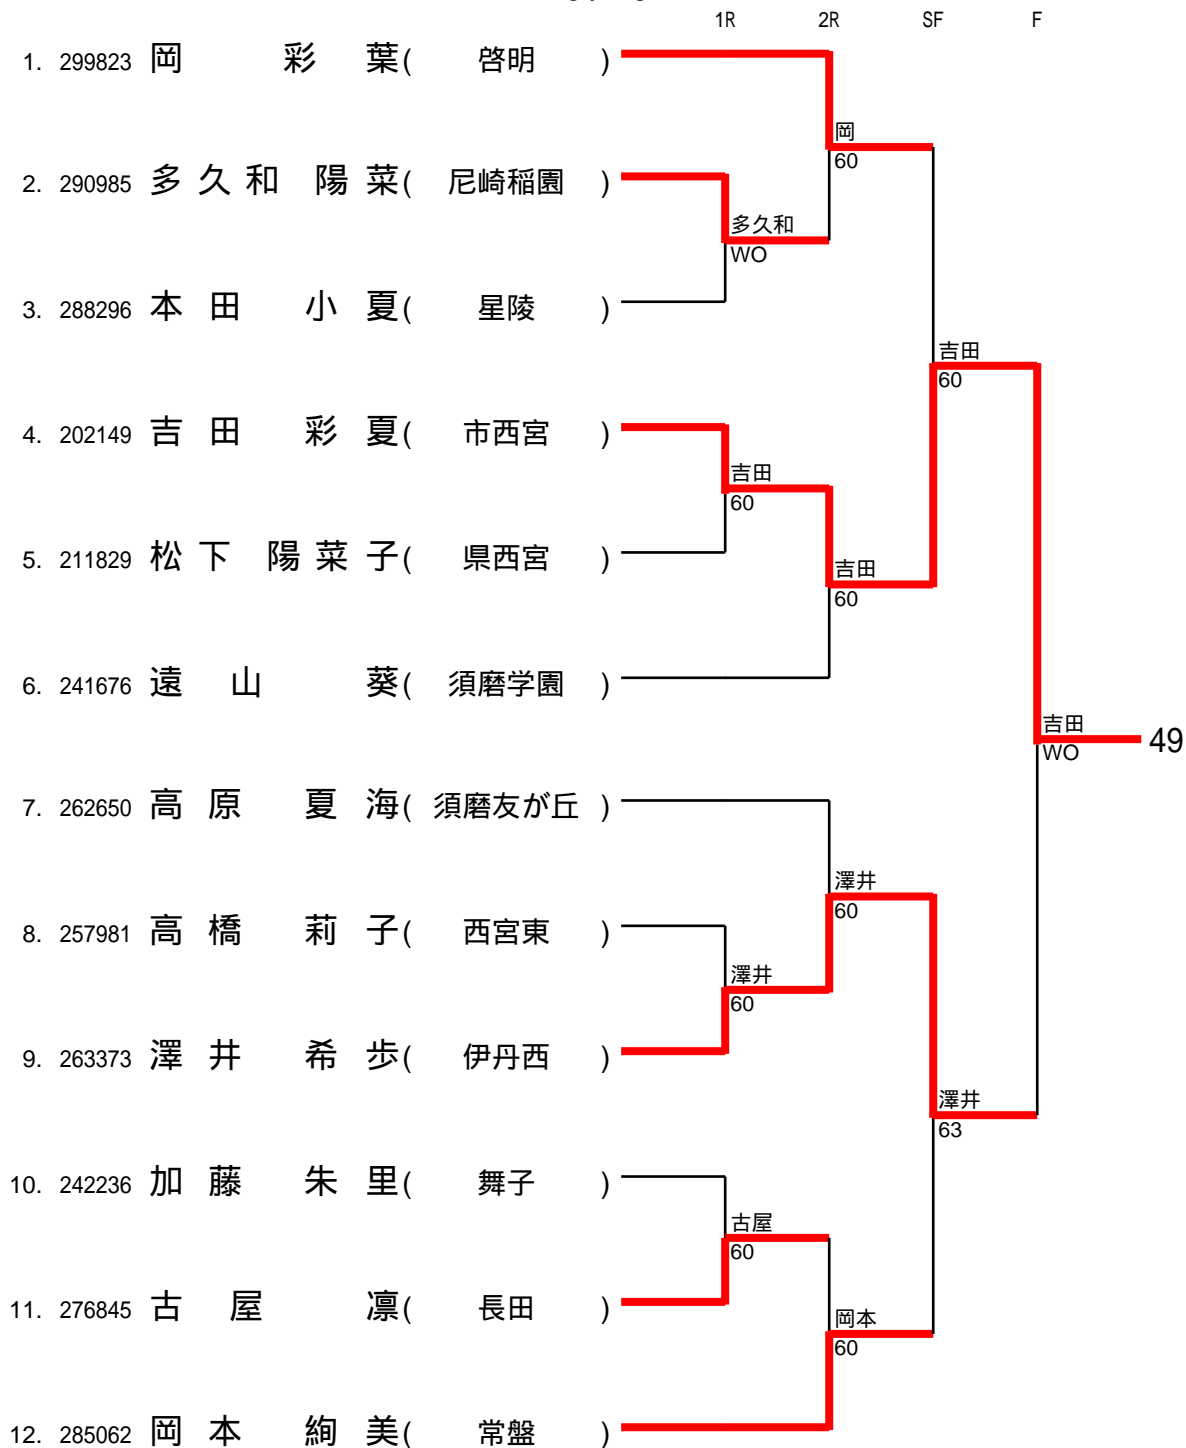 1R 2R SF F
1. 299823 岡 彩 葉( 啓明 )
岡
60
2. 290985 多 久 和 陽 菜( 尼崎稲園 )
多久和
WO
3. 288296 本 田 小 夏( 星陵 )
吉田
60
4. 202149 吉 田 彩 夏( 市西宮 )
吉田
60
5. 211829 松 下 陽 菜 子( 県西宮 )
吉田
60
6. 241676 遠 山 葵( 須磨学園 )
吉田
WO
49
7. 262650 高 原 夏 海( 須磨友が丘 )
澤井
60
8. 257981 高 橋 莉 子( 西宮東 )
澤井
60
9. 263373 澤 井 希 歩( 伊丹西 )
澤井
63
10. 242236 加 藤 朱 里( 舞子 )
古屋
60
11. 276845 古 屋 凛( 長田 )
岡本
60
12. 285062 岡 本 絢 美( 常盤 )